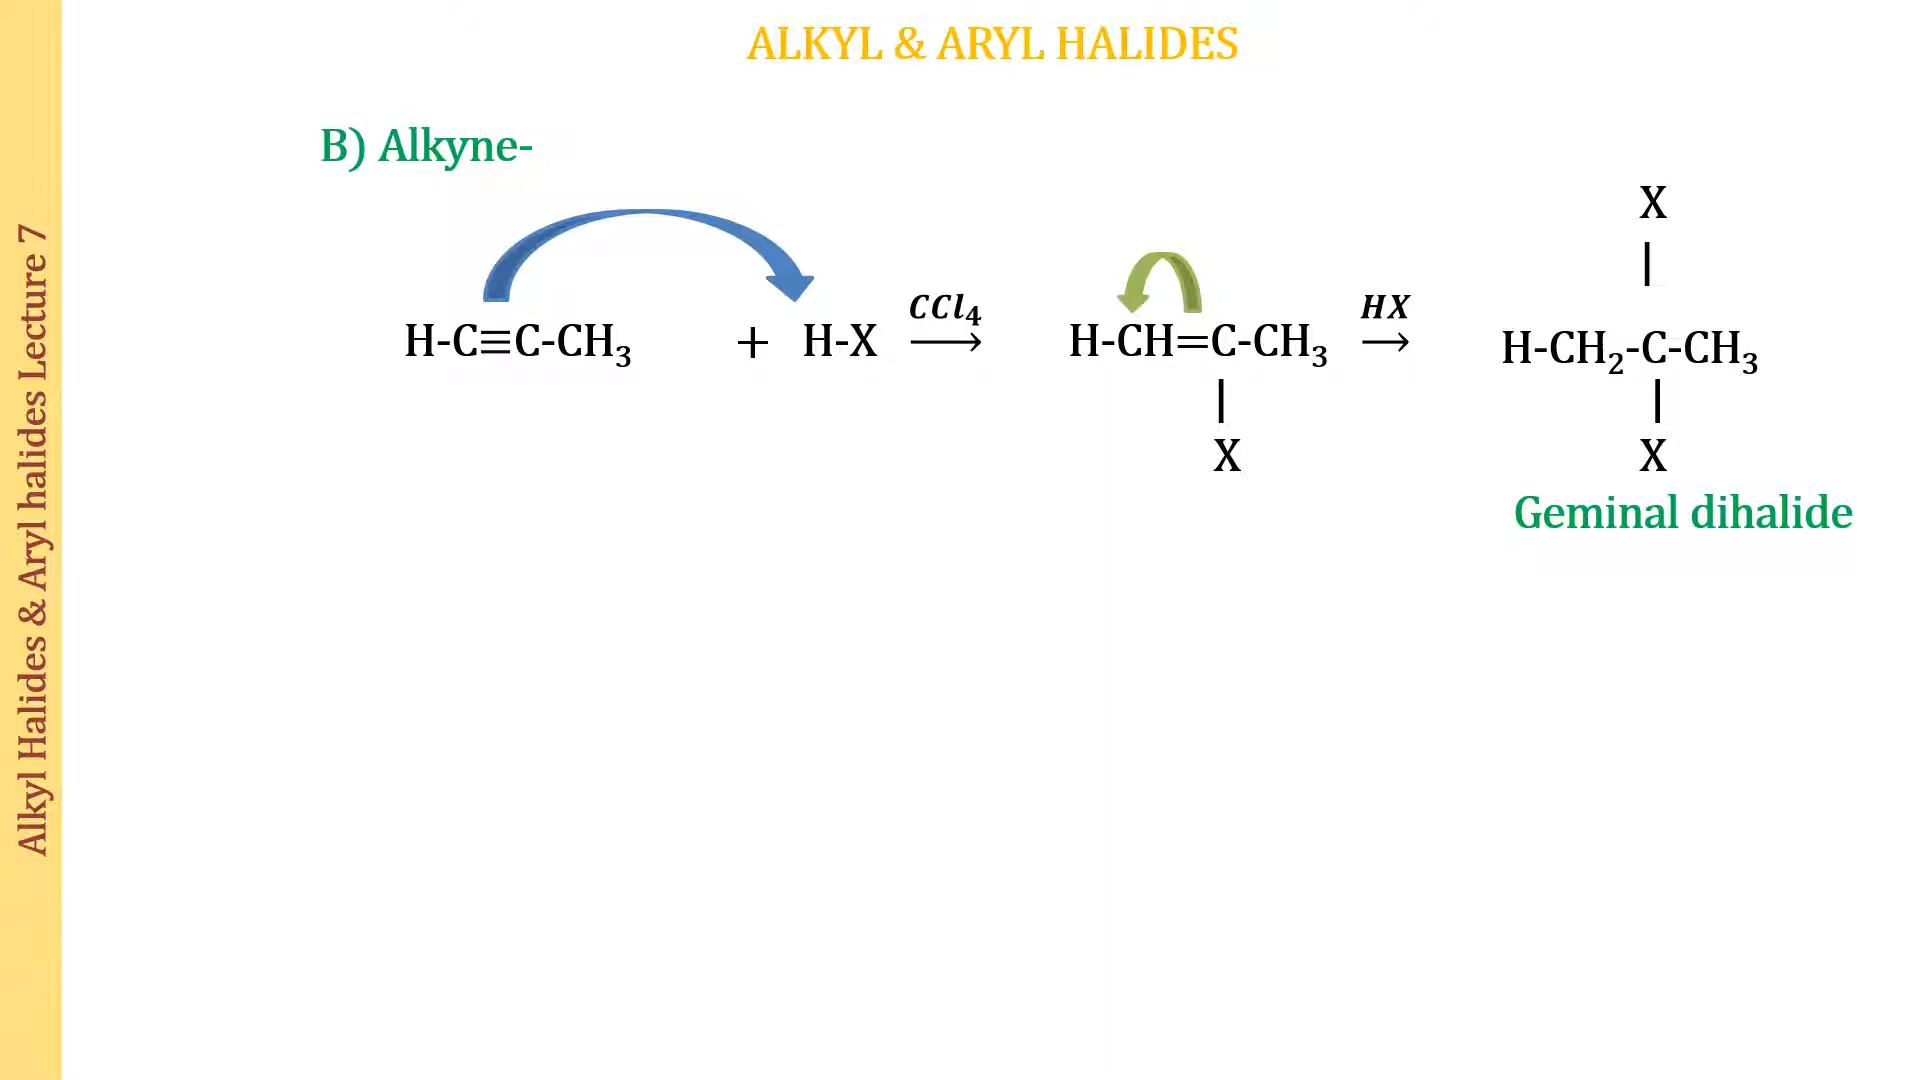 ALKYL & ARYL HALIDES
Alkyl Halides & Aryl halides Lecture 7
B) Alkyne-
H-C≡C-CH₃ + H-X CCl₄ → H-CH=C-CH₃ HX → H-CH₂-C-CH₃
X
|
|
X
|
X
Geminal dihalide